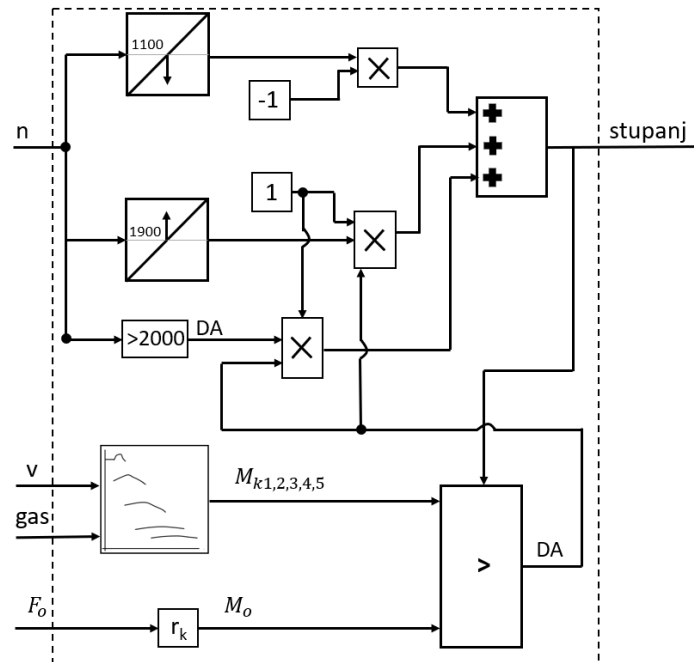 1100
-1
n
stupanj
1
1900
>2000
DA
v
M_{k1,2,3,4,5}
gas
DA
>
F_o
r_k
M_o